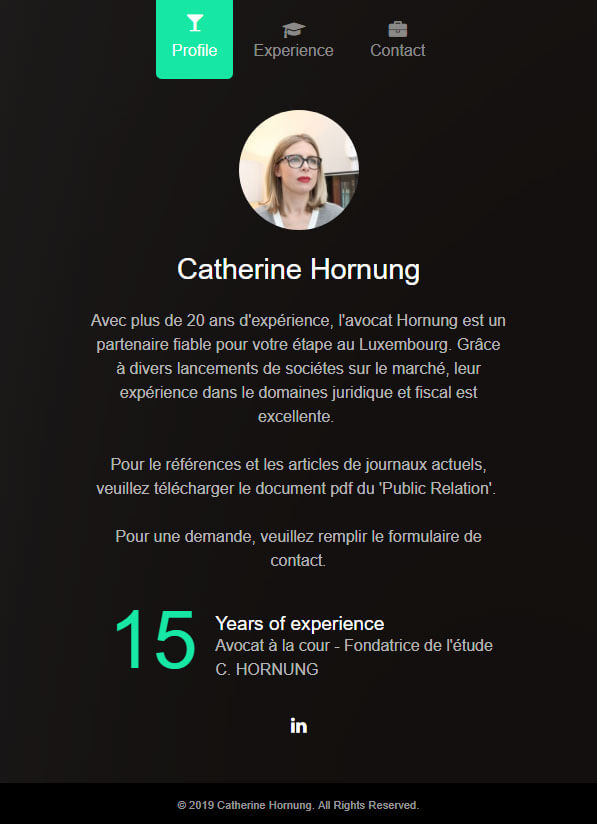 Profile
Experience
Contact
Catherine Hornung
Avec plus de 20 ans d'expérience, l'avocat Hornung est un
partenaire fiable pour votre étape au Luxembourg. Grâce
à divers lancements de sociétes sur le marché, leur
expérience dans le domaines juridique et fiscal est
excellente.
Pour le références et les articles de journaux actuels,
veuillez télécharger le document pdf du 'Public Relation'.
Pour une demande, veuillez remplir le formulaire de
contact.
15
Years of experience
Avocat à la cour - Fondatrice de l'étude
C. HORNUNG
in
© 2019 Catherine Hornung. All Rights Reserved.